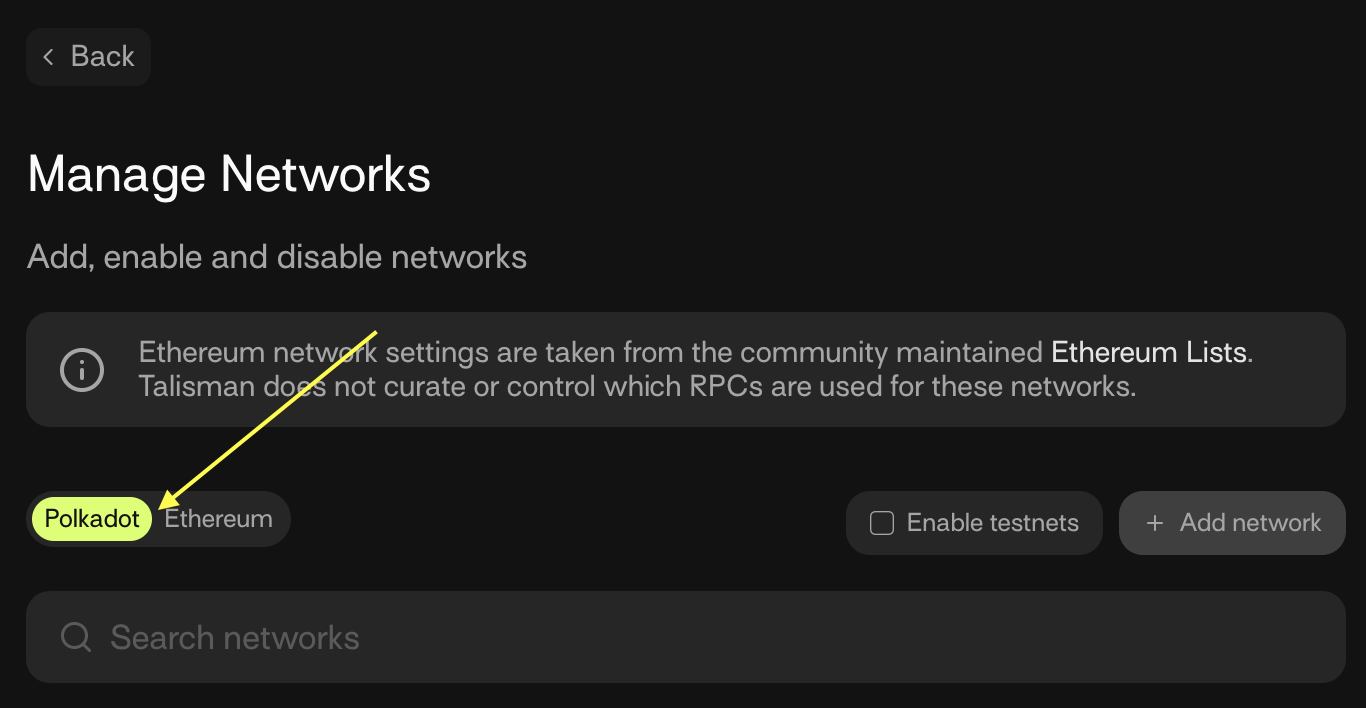 Back
Manage Networks
Add, enable and disable networks
Ethereum network settings are taken from the community maintained Ethereum Lists.
Talisman does not curate or control which RPCs are used for these networks.
Polkadot Ethereum Enable testnets + Add network
Search networks